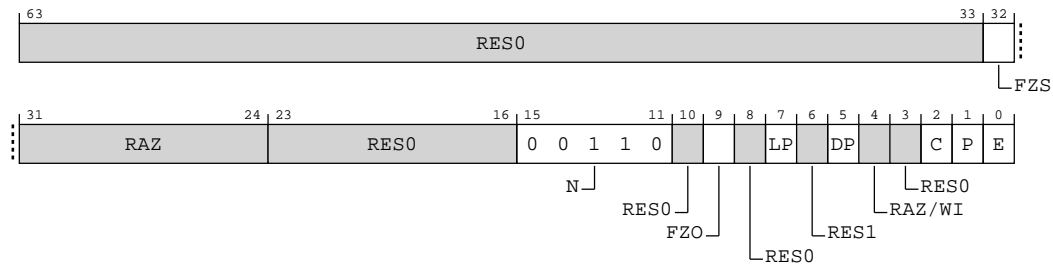 63 33 32
RES0
FZS
31 24 23 16 15 11 10 9 8 7 6 5 4 3 2 1 0
RAZ RES0 0 0 1 1 0 LP DP C P E
N RES0
RES0 RAZ/WI
FZO RES1
RES0